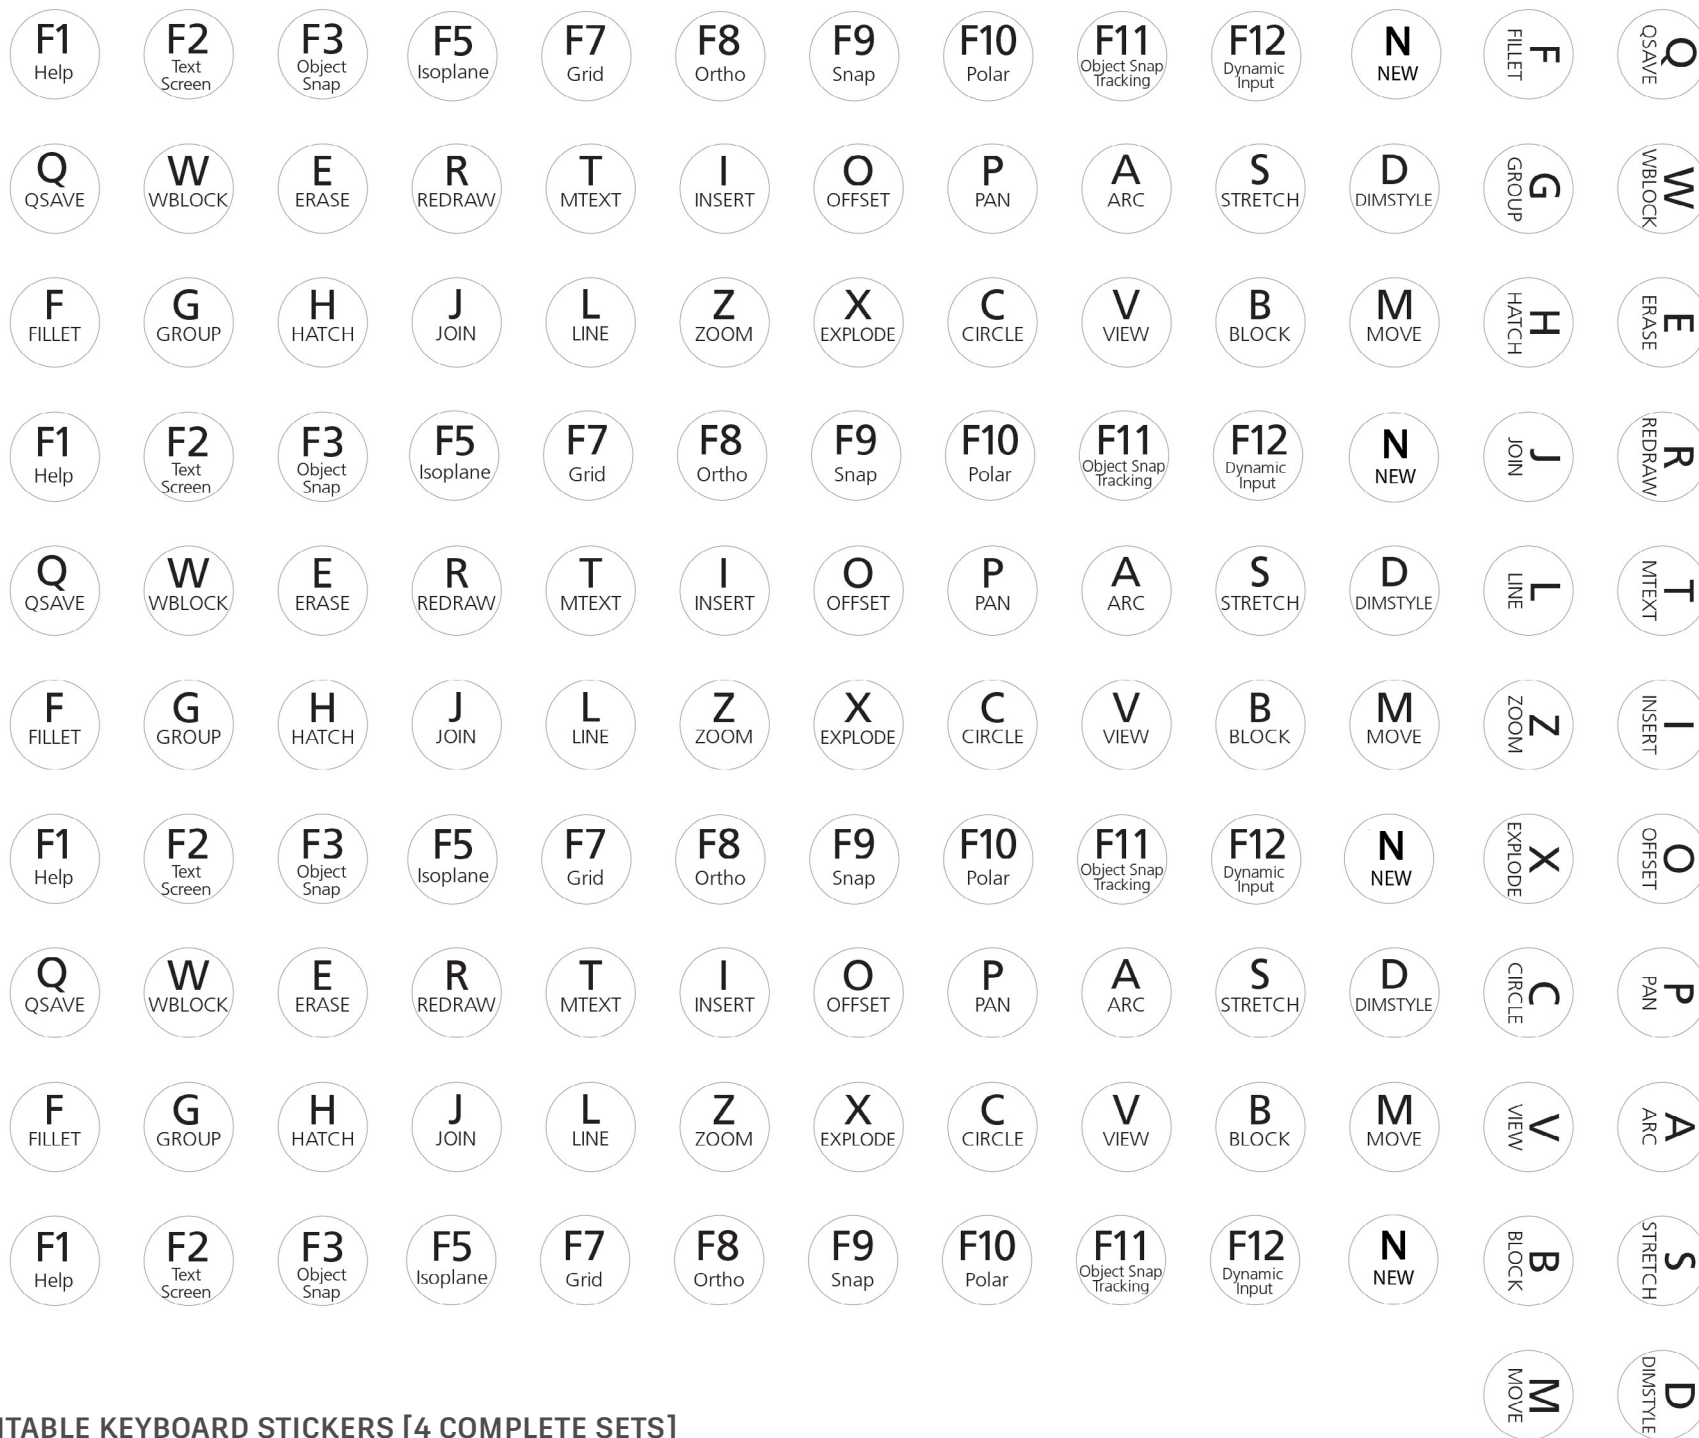 F1 F2 F3 F5 F7 F8 F9 F10 F11 F12 N
Help Text Screen Object Snap Isoplane Grid Ortho Snap Polar Object Snap Tracking Dynamic Input NEW
Q W E R T I O P A S D
QSAVE WBLOCK ERASE REDRAW MTEXT INSERT OFFSET PAN ARC STRETCH DIMSTYLE
F G H J L Z X C V B M
FILLET GROUP HATCH JOIN LINE ZOOM EXPLODE CIRCLE VIEW BLOCK MOVE
F1 F2 F3 F5 F7 F8 F9 F10 F11 F12 N
Help Text Screen Object Snap Isoplane Grid Ortho Snap Polar Object Snap Tracking Dynamic Input NEW
Q W E R T I O P A S D
QSAVE WBLOCK ERASE REDRAW MTEXT INSERT OFFSET PAN ARC STRETCH DIMSTYLE
F G H J L Z X C V B M
FILLET GROUP HATCH JOIN LINE ZOOM EXPLODE CIRCLE VIEW BLOCK MOVE
F1 F2 F3 F5 F7 F8 F9 F10 F11 F12 N
Help Text Screen Object Snap Isoplane Grid Ortho Snap Polar Object Snap Tracking Dynamic Input NEW
Q W E R T I O P A S D
QSAVE WBLOCK ERASE REDRAW MTEXT INSERT OFFSET PAN ARC STRETCH DIMSTYLE
F G H J L Z X C V B M
FILLET GROUP HATCH JOIN LINE ZOOM EXPLODE CIRCLE VIEW BLOCK MOVE
F1 F2 F3 F5 F7 F8 F9 F10 F11 F12 N
Help Text Screen Object Snap Isoplane Grid Ortho Snap Polar Object Snap Tracking Dynamic Input NEW
Q W E R T I O P A S D
QSAVE WBLOCK ERASE REDRAW MTEXT INSERT OFFSET PAN ARC STRETCH DIMSTYLE
F G H J L Z X C V B M
FILLET GROUP HATCH JOIN LINE ZOOM EXPLODE CIRCLE VIEW BLOCK MOVE
KEYBOARD STICKERS [4 COMPLETE SETS]